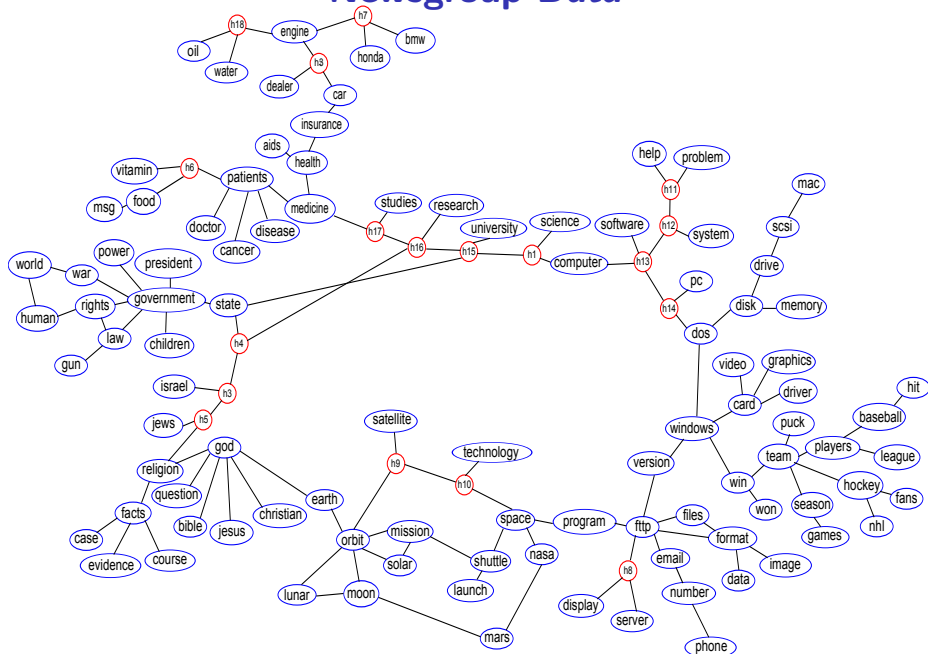 Newsgroup Data
h18
engine
h7
oil
bmw
water
honda
h3
dealer
car
insurance
aids
health
h6
vitamin
patients
food
msg
medicine
doctor
disease
cancer
studies
h17
research
h16
university
h15
science
h1
computer
software
h13
help
problem
h11
h12
system
mac
scsi
drive
pc
h14
disk
memory
dos
power
president
world
war
rights
government
state
human
law
children
gun
h4
israel
h3
jews
h5
god
religion
question
facts
bible
jesus
christian
case
evidence
course
earth
satellite
h9
technology
h10
orbit
mission
solar
space
shuttle
launch
nasa
lunar
moon
mars
video
graphics
card
driver
windows
version
win
won
puck
team
players
baseball
hit
league
hockey
fans
nhl
season
games
program
fttp
files
format
email
image
data
h8
number
display
server
phone